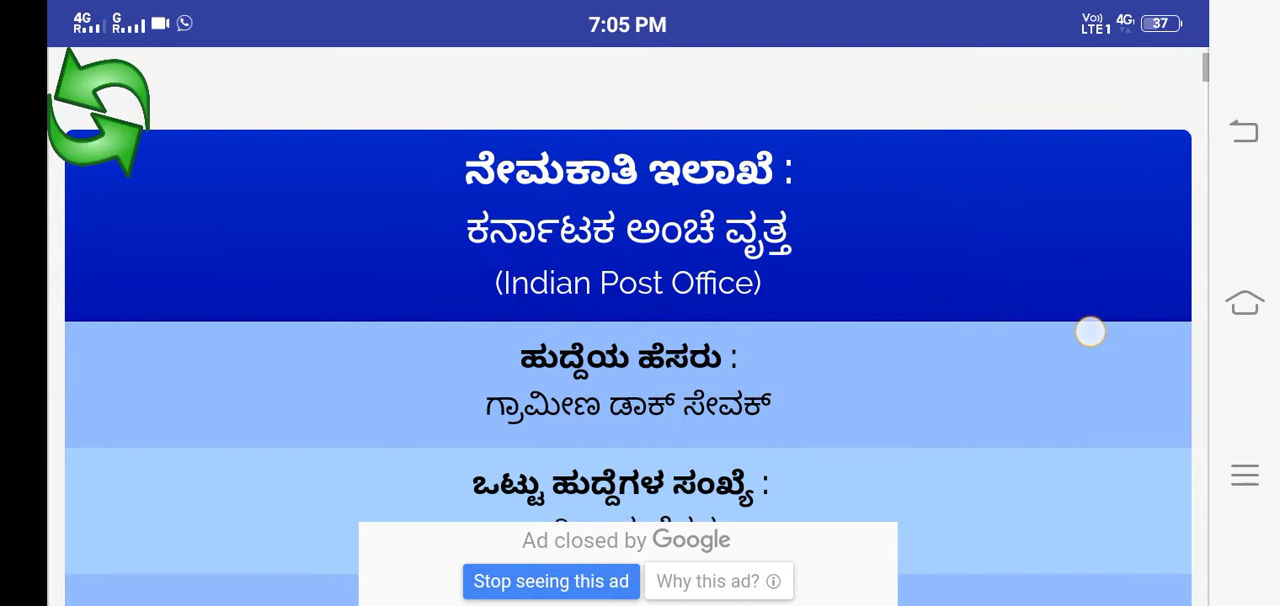 4G
R
G
R
7:05 PM
Vo))
LTE1
4G
37
ನೇಮಕಾತಿ ಇಲಾಖೆ :
ಕರ್ನಾಟಕ ಅಂಚೆ ವೃತ್ತ
(Indian Post Office)
ಹುದ್ದೆಯ ಹೆಸರು :
ಗ್ರಾಮೀಣ ಡಾಕ್ ಸೇವಕ್
ಒಟ್ಟು ಹುದ್ದೆಗಳ ಸಂಖ್ಯೆ :
Ad closed by Google
Stop seeing this ad
Why this ad?